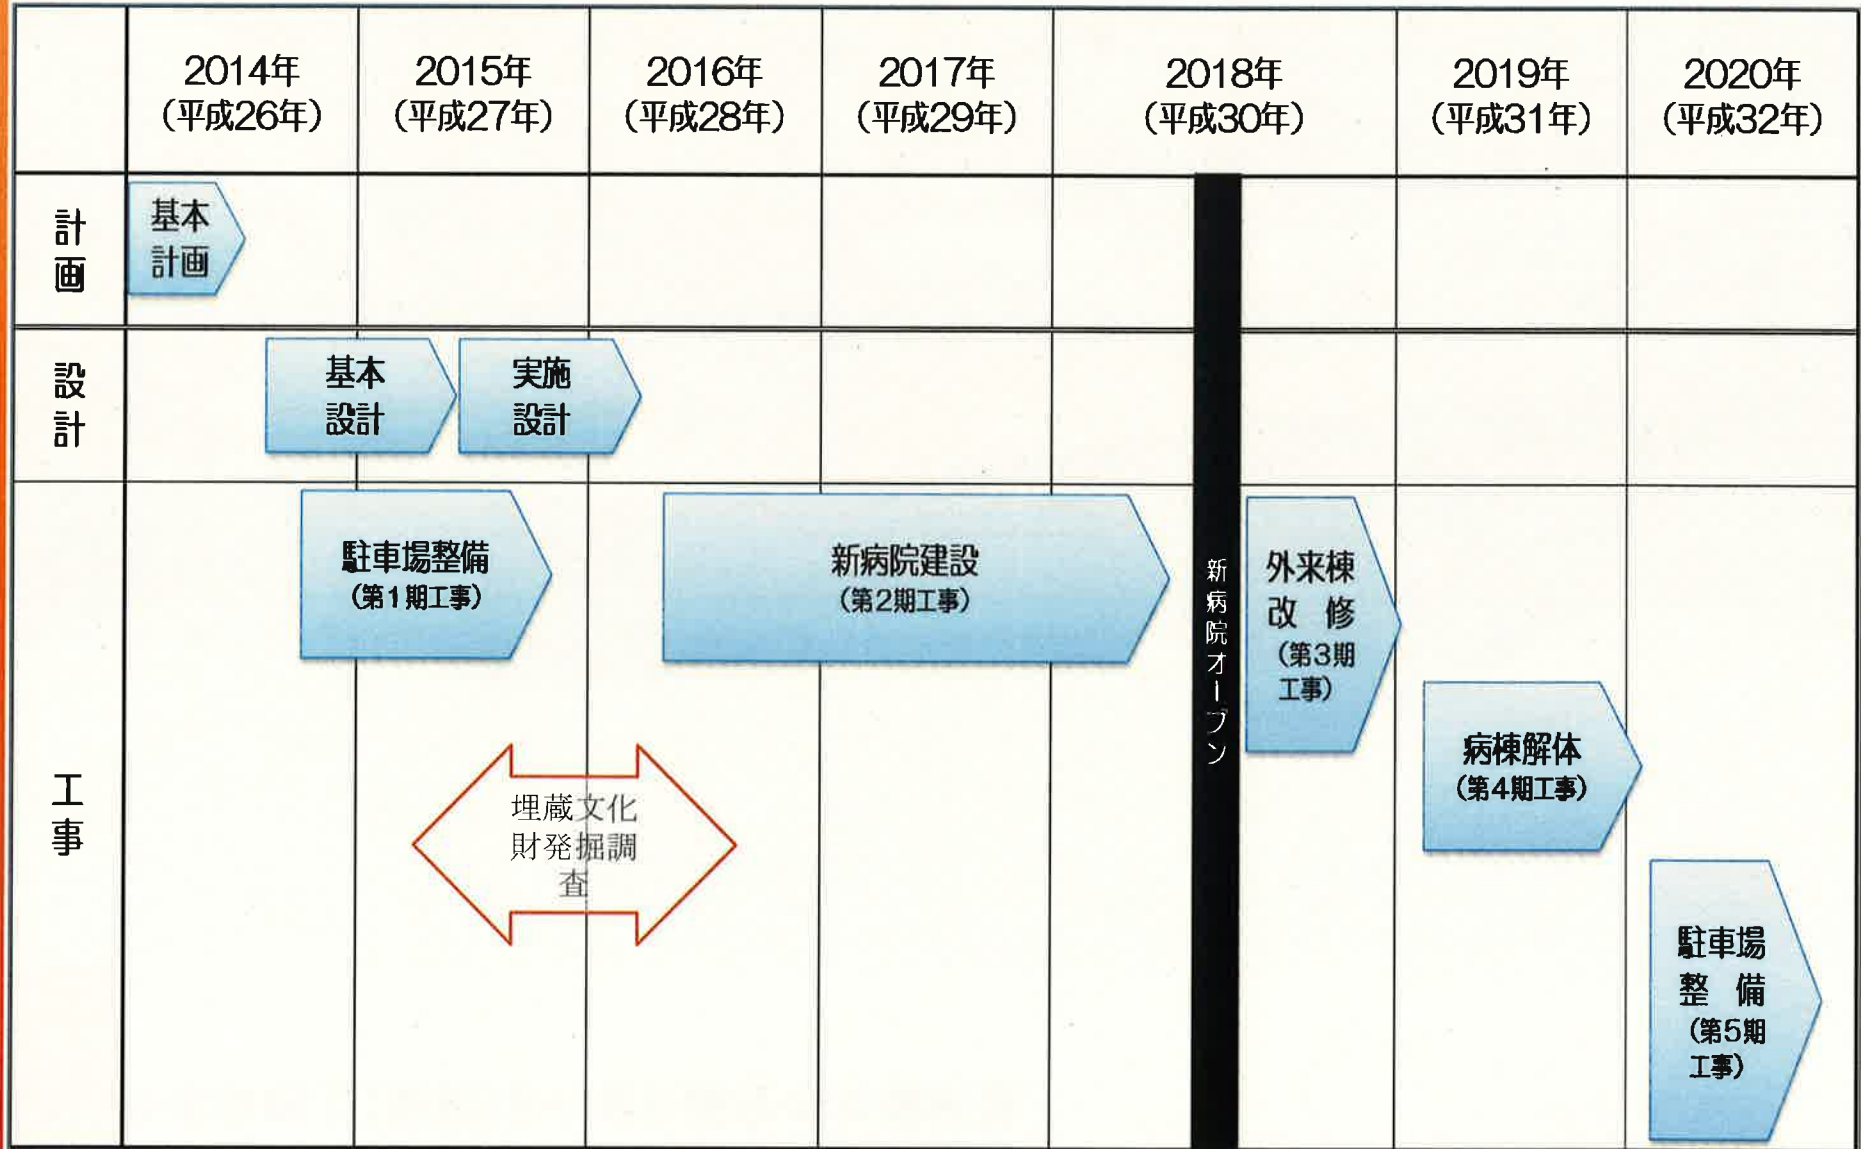 2014年
（平成26年）
2015年
（平成27年）
2016年
（平成28年）
2017年
（平成29年）
2018年
（平成30年）
2019年
（平成31年）
2020年
（平成32年）
計画
基本
計画
設計
基本
設計
実施
設計
工事
駐車場整備
（第1期工事）
新病院建設
（第2期工事）
新病院オープン
外来棟
改　修
（第3期
工事）
病棟解体
（第4期工事）
埋蔵文化
財発掘調
査
駐車場
整　備
（第5期
工事）